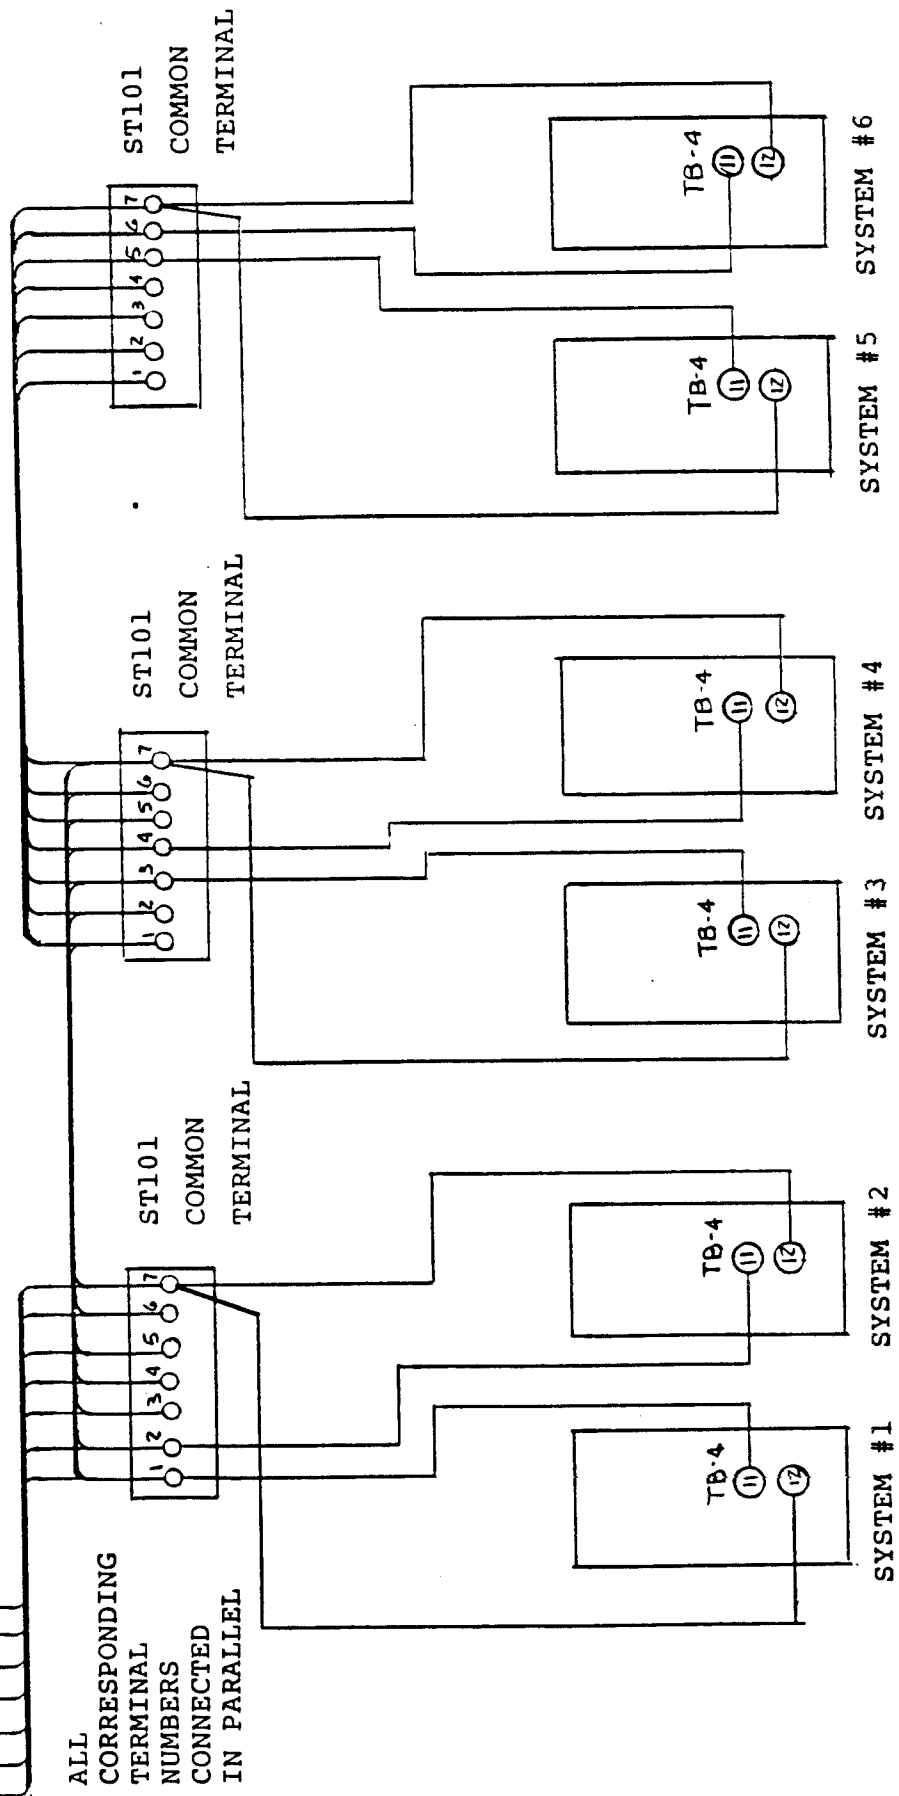 ALL
CORRESPONDING
TERMINAL
NUMBERS
CONNECTED
IN PARALLEL
1 2 3 4 5 6 7
ST101
COMMON
TERMINAL
1 2 3 4 5 6 7
ST101
COMMON
TERMINAL
1 2 3 4 5 6 7
ST101
COMMON
TERMINAL
TB-4
11
12
SYSTEM #1
TB-4
11
12
SYSTEM #2
TB-4
11
12
SYSTEM #3
TB-4
11
12
SYSTEM #4
TB-4
11
12
SYSTEM #5
TB-4
11
12
SYSTEM #6